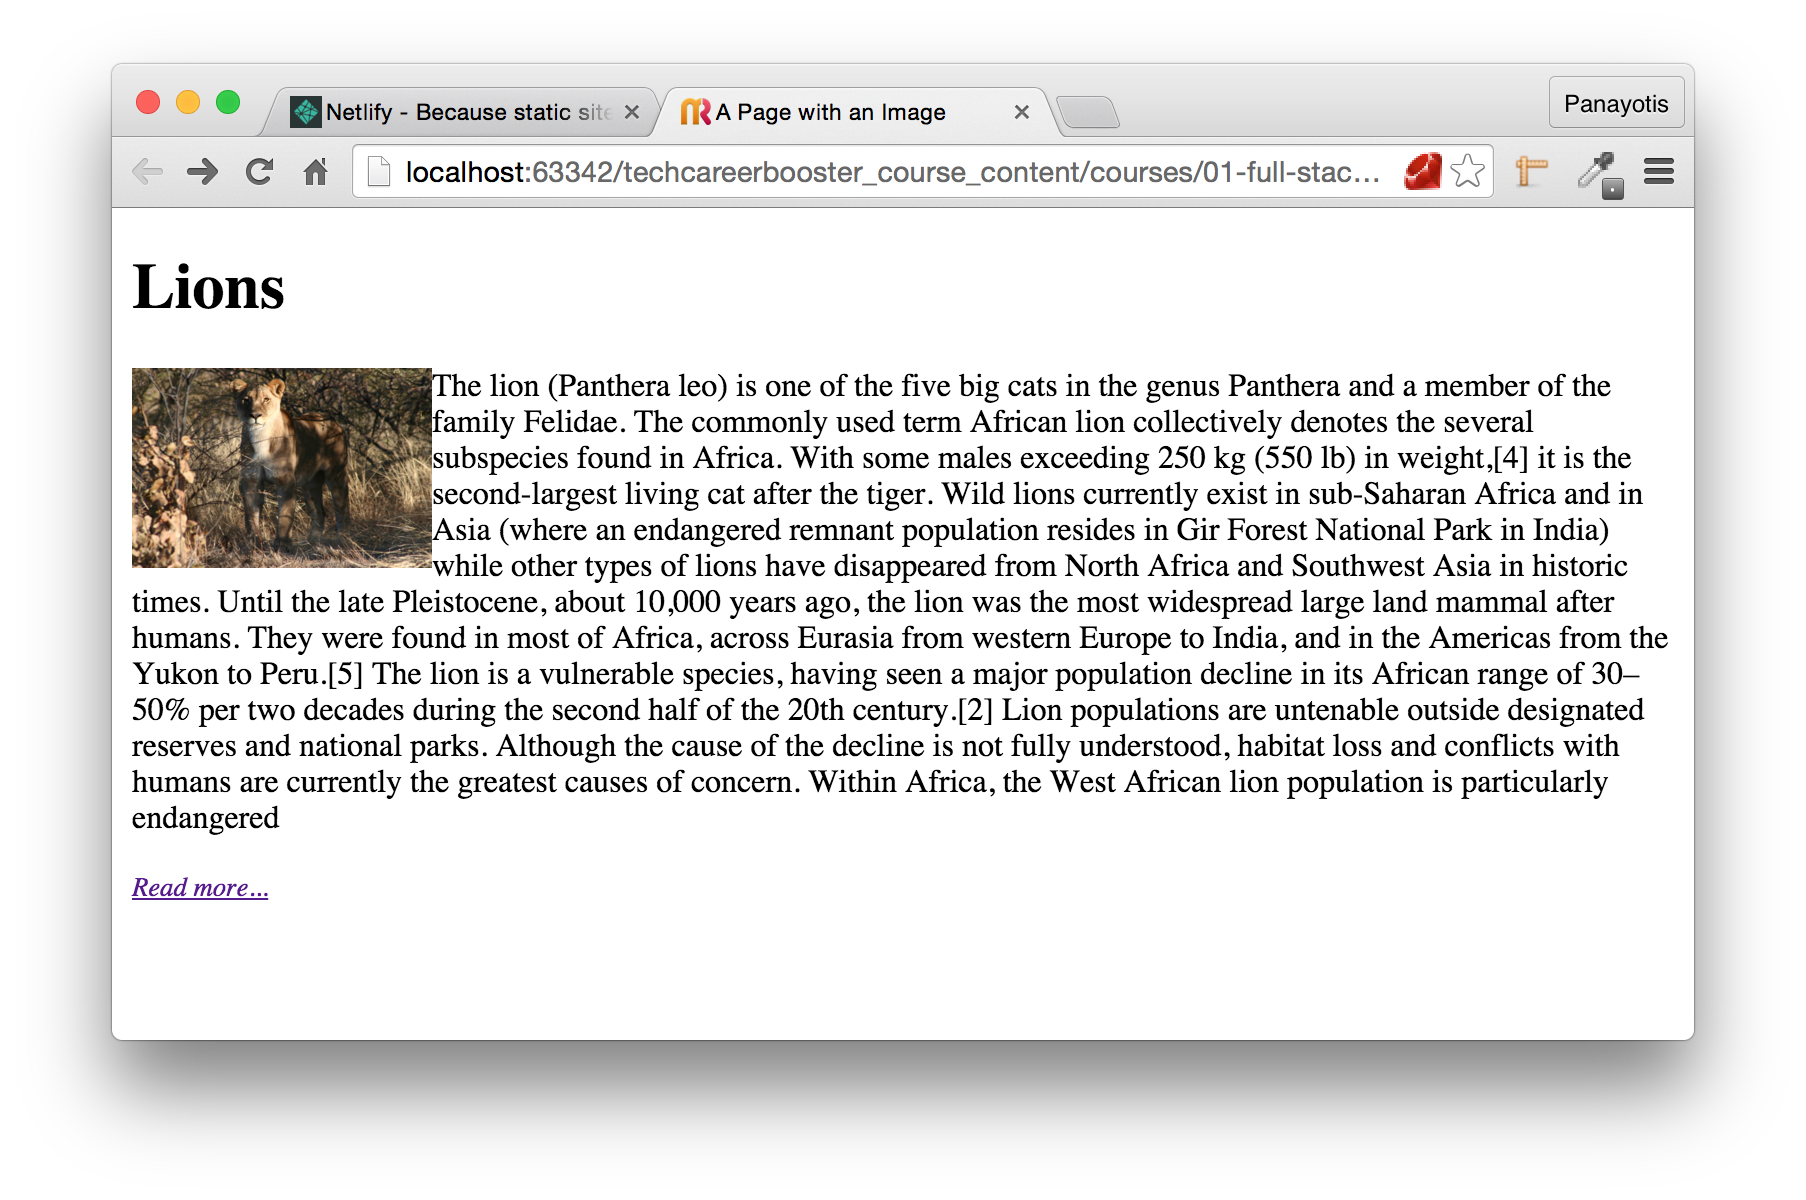 Netlify - Because static site
A Page with an Image
Panayotis
localhost:63342/techcareerbooster_course_content/courses/01-full-stac...
Lions
The lion (Panthera leo) is one of the five big cats in the genus Panthera and a member of the
family Felidae. The commonly used term African lion collectively denotes the several
subspecies found in Africa. With some males exceeding 250 kg (550 lb) in weight,[4] it is the
second-largest living cat after the tiger. Wild lions currently exist in sub-Saharan Africa and in
Asia (where an endangered remnant population resides in Gir Forest National Park in India)
while other types of lions have disappeared from North Africa and Southwest Asia in historic
times. Until the late Pleistocene, about 10,000 years ago, the lion was the most widespread large land mammal after
humans. They were found in most of Africa, across Eurasia from western Europe to India, and in the Americas from the
Yukon to Peru.[5] The lion is a vulnerable species, having seen a major population decline in its African range of 30–
50% per two decades during the second half of the 20th century.[2] Lion populations are untenable outside designated
reserves and national parks. Although the cause of the decline is not fully understood, habitat loss and conflicts with
humans are currently the greatest causes of concern. Within Africa, the West African lion population is particularly
endangered
Read more...